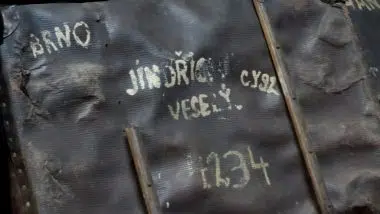 BRNO
JINDŘICH
VESELÝ
1234